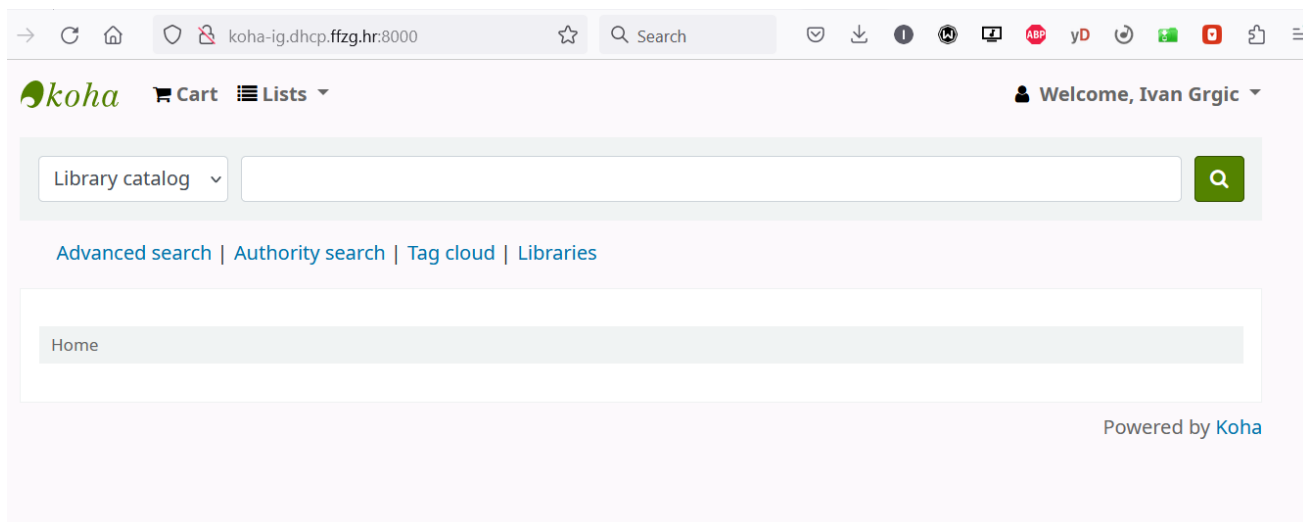 koha-ig.dhcp.ffzg.hr:8000 Search ABP yD
koha Cart Lists Welcome, Ivan Grgic
Library catalog
Advanced search | Authority search | Tag cloud | Libraries
Home
Powered by Koha